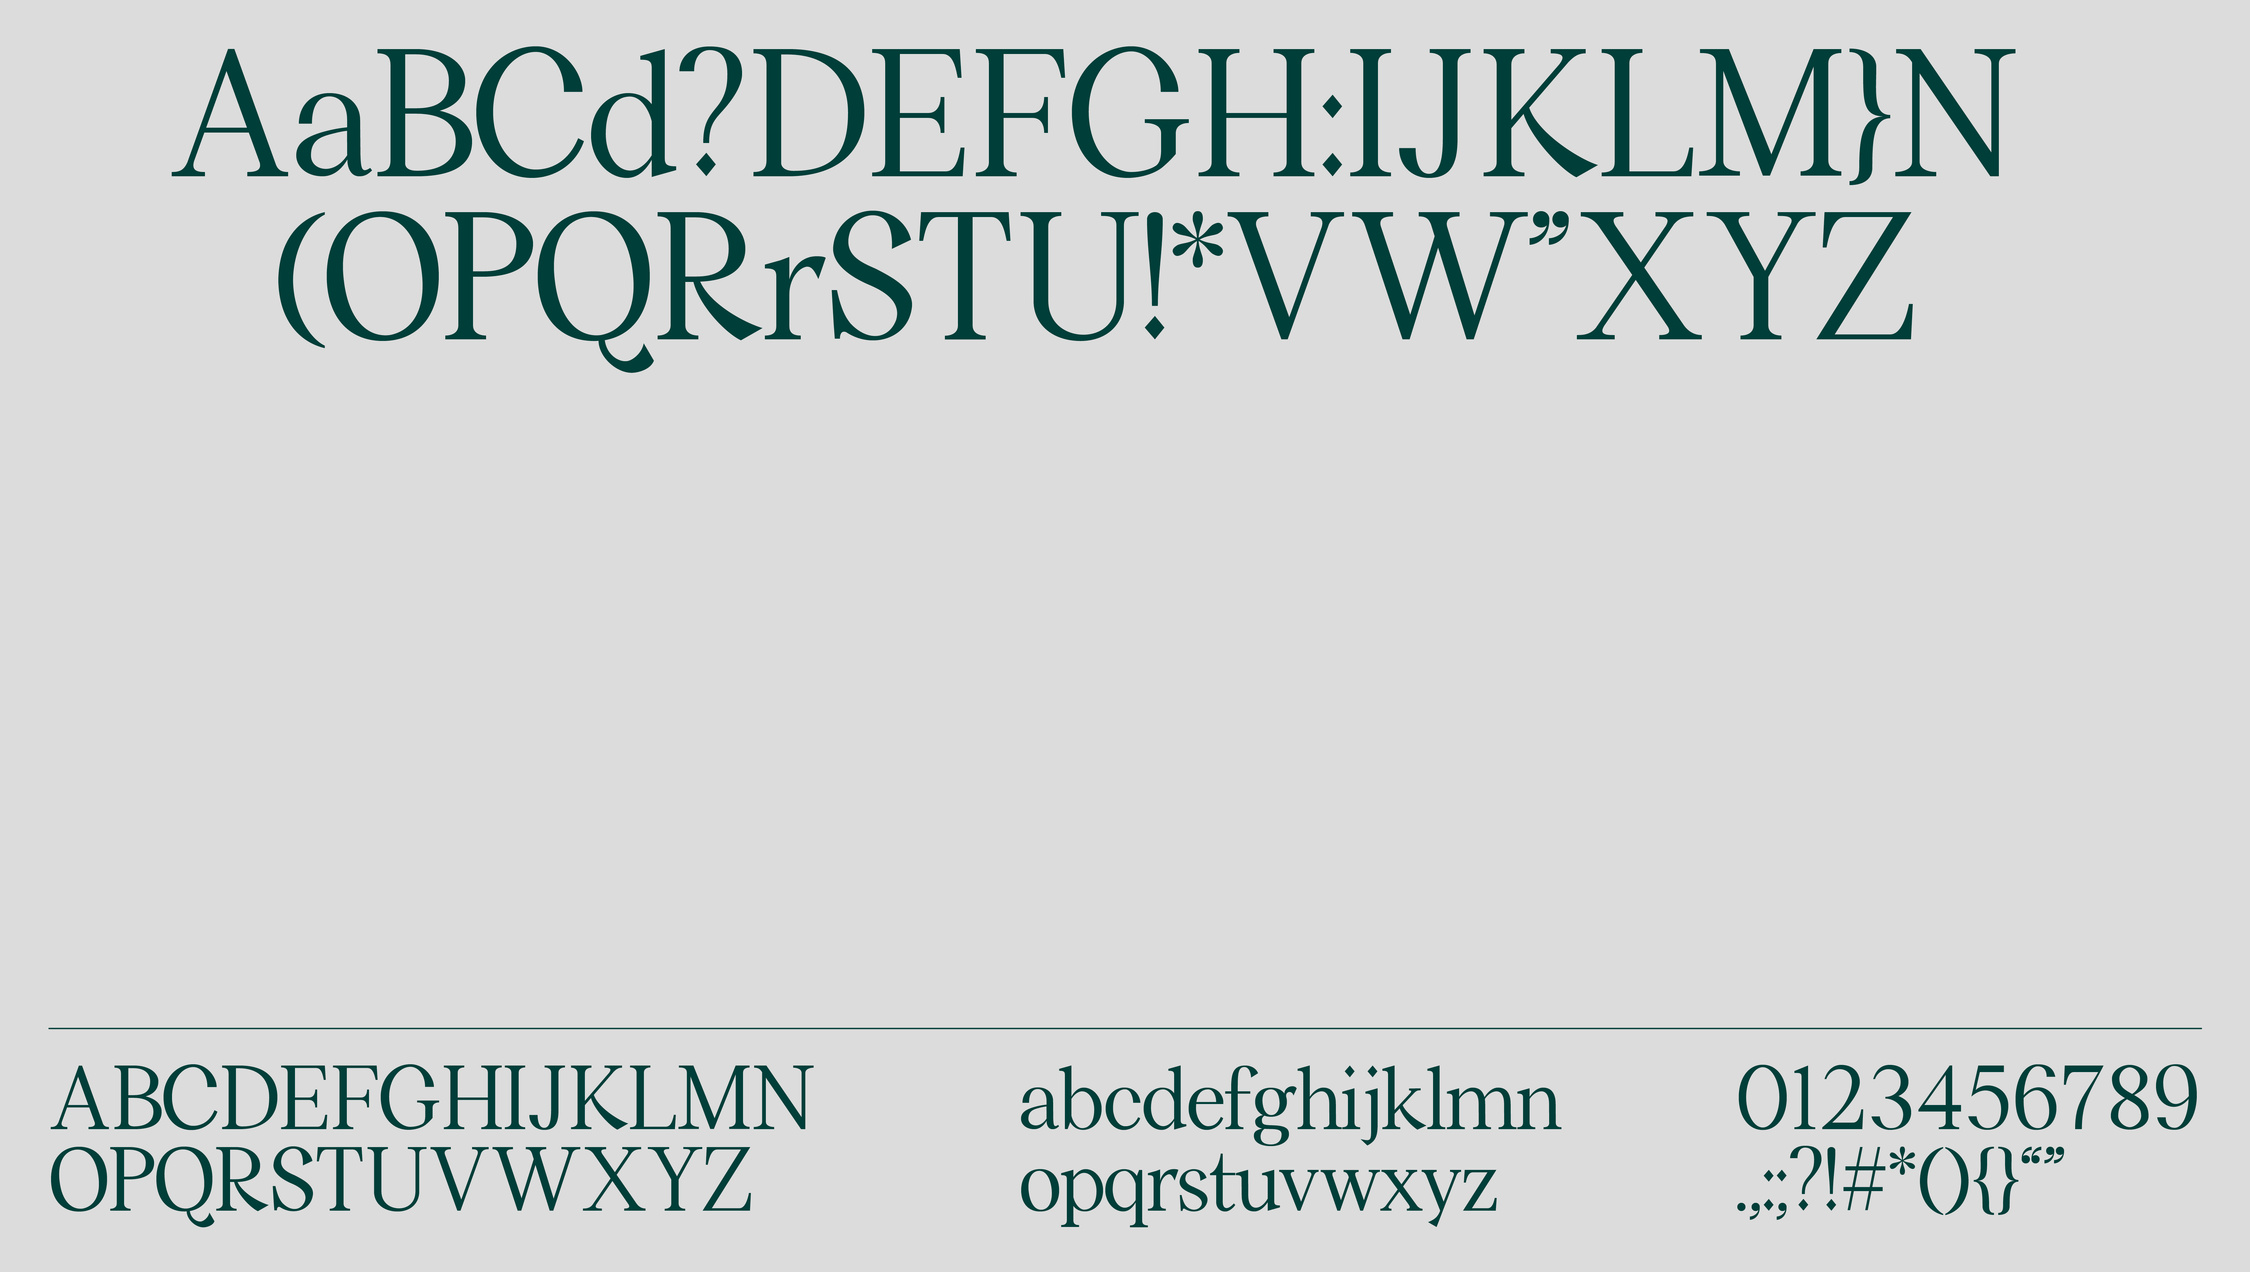 AaBCd?DEFGH:IJKLM}N
(OPQRrSTU!*VW”XYZ
ABCDEFGHIJKLMN
OPQRSTUVWXYZ
abcdefghijklmn
opqrstuvwxyz
0123456789
.,:;?!#*(){}“”